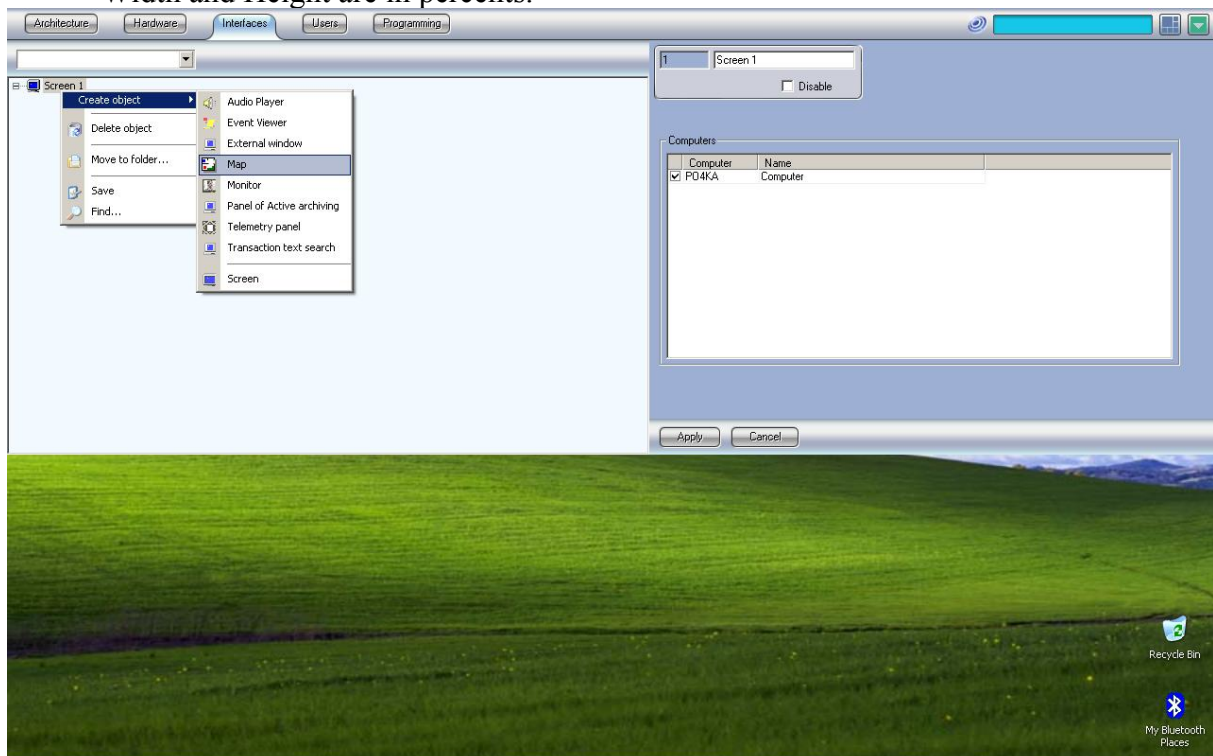 Width and Height are in percents.
Architecture Hardware Interfaces Users Programming
1 Screen 1
Disable
Screen 1
Create object
Delete object
Move to folder...
Save
Find...
Audio Player
Event Viewer
External window
Map
Monitor
Panel of Active archiving
Telemetry panel
Transaction text search
Screen
Computers
Computer Name
PO4KA Computer
Apply Cancel
Recycle Bin
My Bluetooth
Places